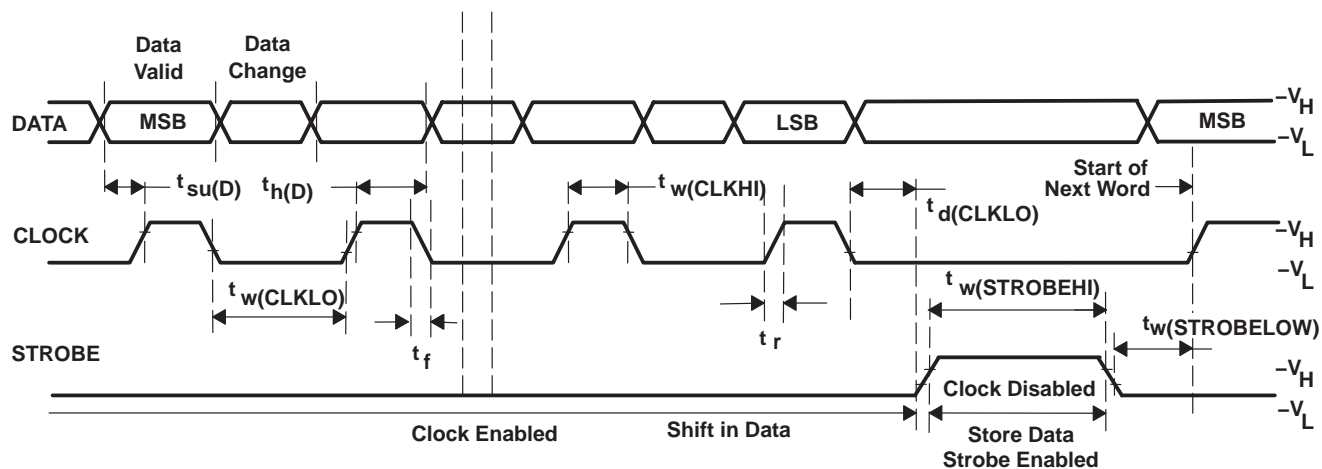 Data
Valid
Data
Change
DATA
MSB
LSB
MSB
–VH
–VL
tsu(D)
th(D)
tw(CLKHI)
td(CLKLO)
Start of
Next Word
CLOCK
–VH
–VL
tw(CLKLO)
tf
tr
tw(STROBEHI)
tw(STROBELOW)
STROBE
Clock Disabled
–VH
–VL
Clock Enabled
Shift in Data
Store Data
Strobe Enabled